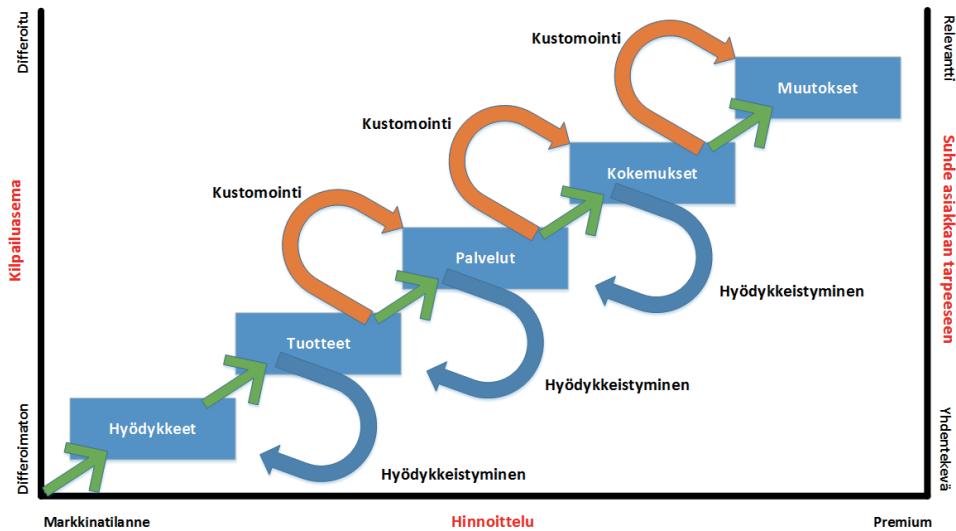 Differoitu
Kilpailuasema
Differoimaton
Kustomointi
Kustomointi
Kustomointi
Muutokset
Kokemukset
Palvelut
Tuotteet
Hyödykkeet
Hyödykkeistyminen
Hyödykkeistyminen
Hyödykkeistyminen
Relevantti
Suhde asiakkaan tarpeeseen
Yhdentekevä
Markkinatilanne
Hinnoittelu
Premium